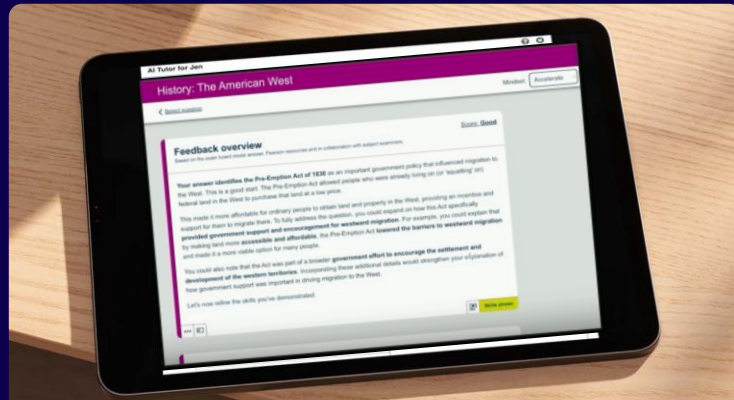 AI Tutor for Jen
History: The American West
Select question
Mindset: Accelerate
Feedback overview
Score: Good
Based on the exam board model answer, Pearson resources and in collaboration with subject examiners
Your answer identifies the Pre-Emption Act of 1836 as an important government policy that influenced migration to
the West. This is a good start. The Pre-Emption Act allowed people who were already living on (or 'squatting' on)
federal land in the West to purchase that land at a low price.
This made it more affordable for ordinary people to obtain land and property in the West, providing an incentive and
support for them to migrate there. To fully address the question, you could expand on how this Act specifically
provided government support and encouragement for westward migration. For example, you could explain that
by making land more accessible and affordable, the Pre-Emption Act lowered the barriers to westward migration
and made it a more viable option for many people.
You could also note that the Act was part of a broader government effort to encourage the settlement and
development of the western territories. Incorporating these additional details would strengthen your explanation of
how government support was important in driving migration to the West.
Let's now refine the skills you've demonstrated.